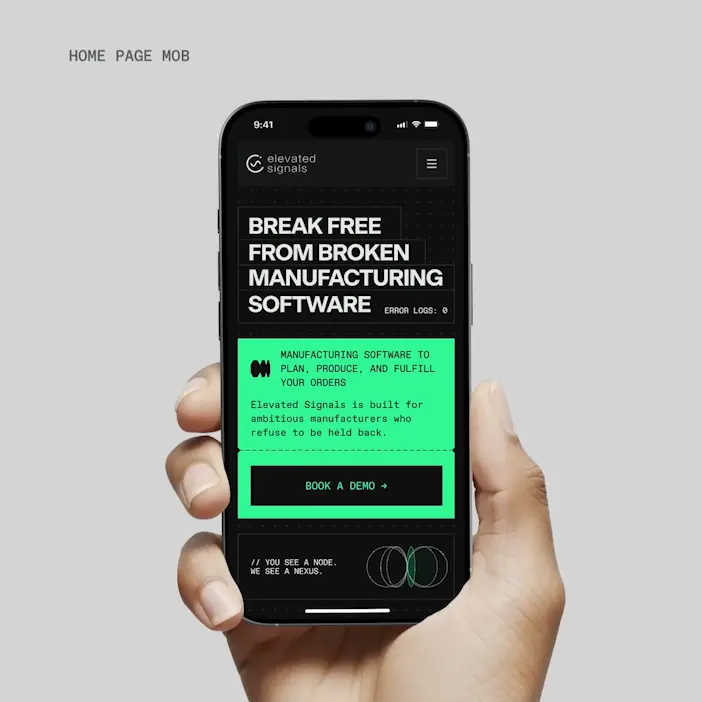 HOME PAGE MOB
9:41
elevated
signals
BREAK FREE
FROM BROKEN
MANUFACTURING
SOFTWARE
ERROR LOGS: 0
MANUFACTURING SOFTWARE TO
PLAN, PRODUCE, AND FULFILL
YOUR ORDERS
Elevated Signals is built for
ambitious manufacturers who
refuse to be held back.
BOOK A DEMO →
// YOU SEE A NODE.
WE SEE A NEXUS.